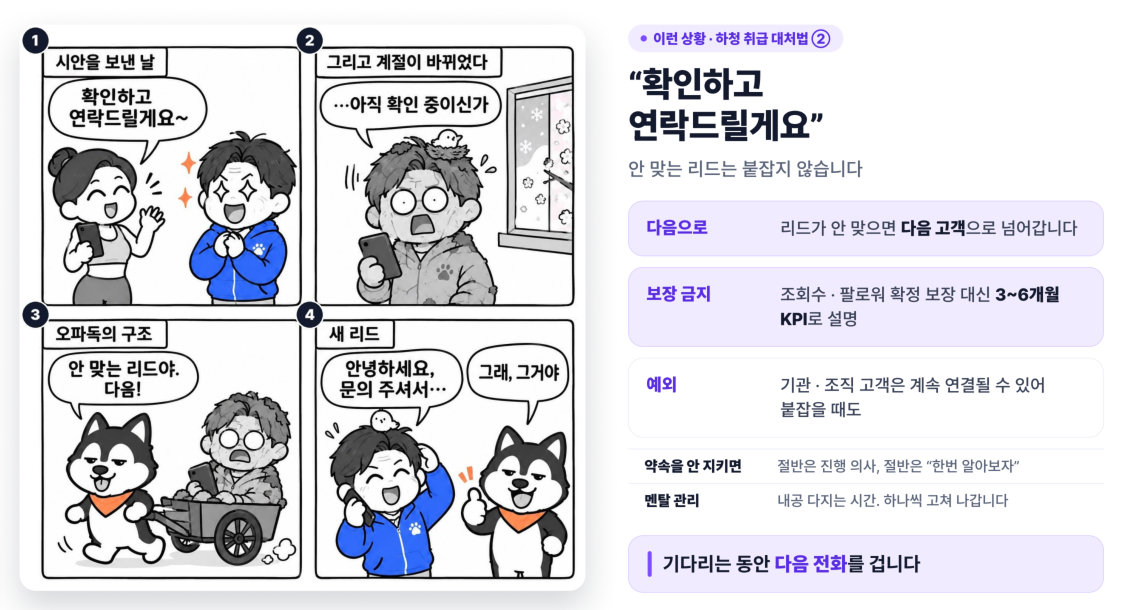 1
시안을 보낸 날
확인하고
연락드릴게요~
2
그리고 계절이 바뀌었다
…아직 확인 중이신가
3
오파독의 구조
안 맞는 리드야.
다음!
4
새 리드
안녕하세요,
문의 주셔서…
그래, 그거야
이런 상황 · 하청 취급 대처법 ②
“확인하고
연락드릴게요”
안 맞는 리드는 붙잡지 않습니다
다음으로
리드가 안 맞으면 다음 고객으로 넘어갑니다
보장 금지
조회수 · 팔로워 확정 보장 대신 3~6개월
KPI로 설명
예외
기관 · 조직 고객은 계속 연결될 수 있어
붙잡을 때도
약속을 안 지키면
절반은 진행 의사, 절반은 “한번 알아보자”
멘탈 관리
내공 다지는 시간. 하나씩 고쳐 나갑니다
기다리는 동안 다음 전화를 겁니다